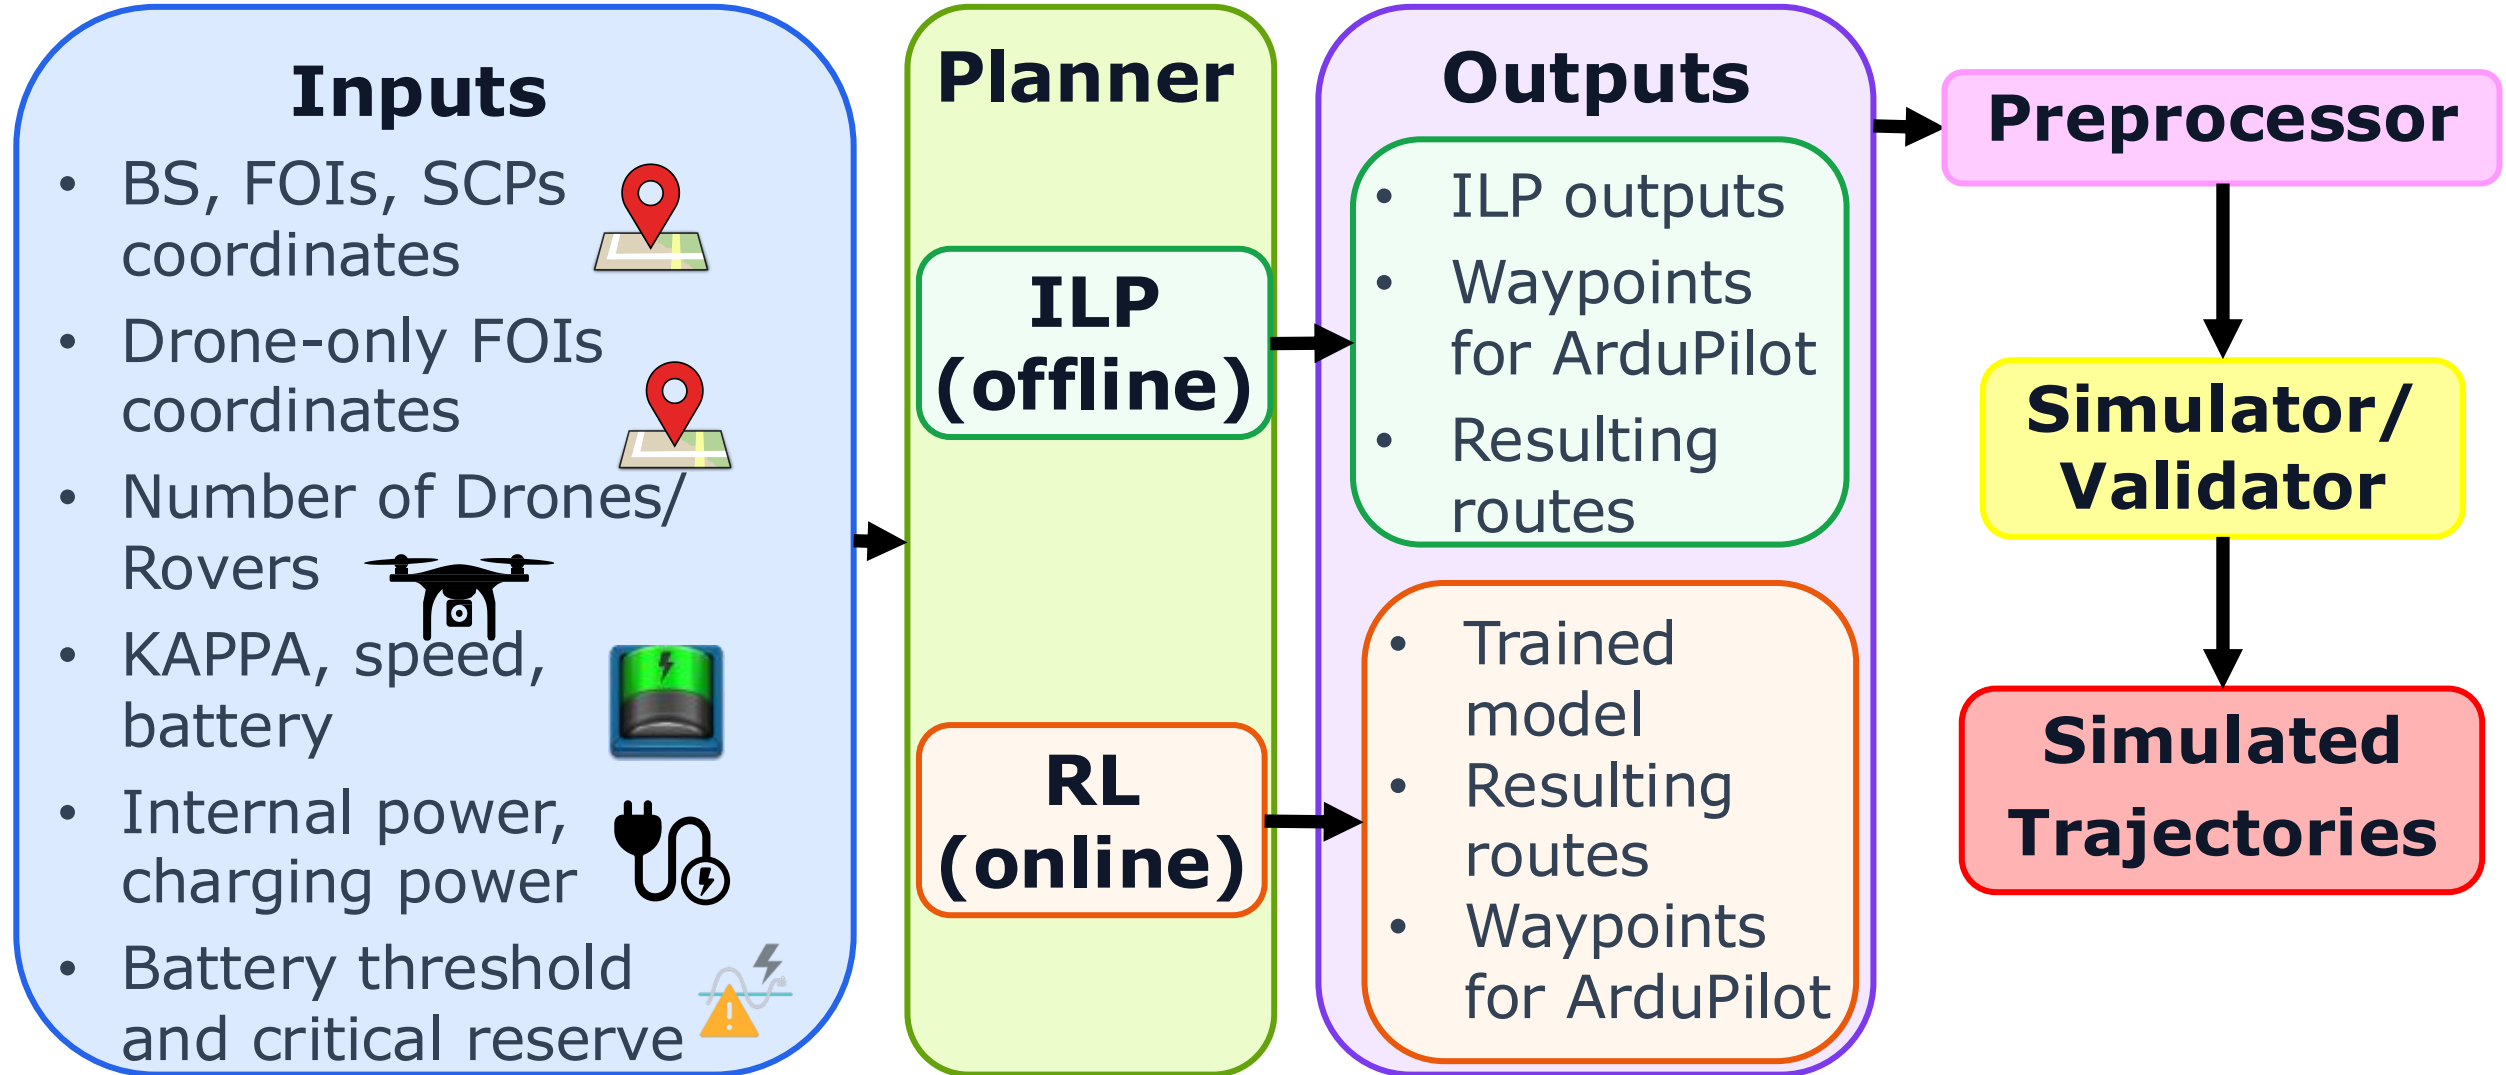 Inputs
• BS, FOIs, SCPs
coordinates
• Drone-only FOIs
coordinates
• Number of Drones/
Rovers
• KAPPA, speed,
battery
• Internal power,
charging power
• Battery threshold
and critical reserve
Planner
ILP
(offline)
RL
(online)
Outputs
• ILP outputs
• Waypoints
for ArduPilot
• Resulting
routes
• Trained
model
• Resulting
routes
• Waypoints
for ArduPilot
Preprocessor
Simulator/
Validator
Simulated
Trajectories